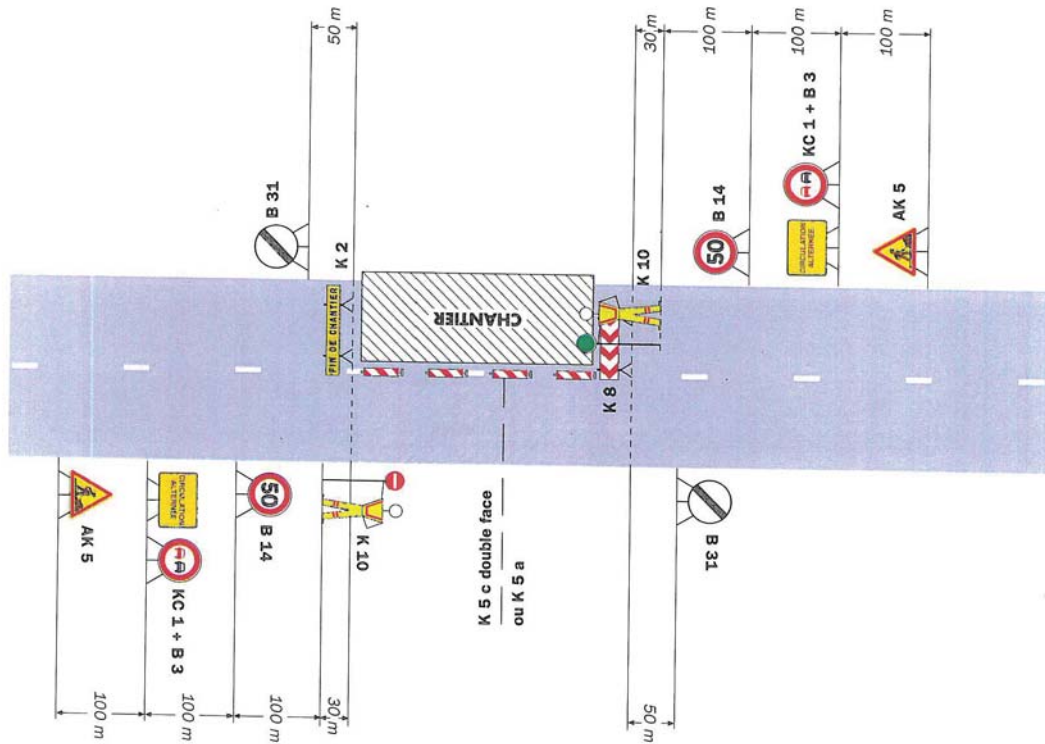 50 m
30 m
100 m
100 m
100 m
B 31
KC 1 + B 3
B 14
50
AK 5
CIRCULATION
ALTERNÉE
K 2
K 10
FIN DE CHANTIER
CHANTIER
K 8
AK 5
CIRCULATION
ALTERNÉE
50
B 14
KC 1 + B 3
K 10
K 5 c double face
ou K 5 a
B 31
100 m
100 m
100 m
30 m
50 m